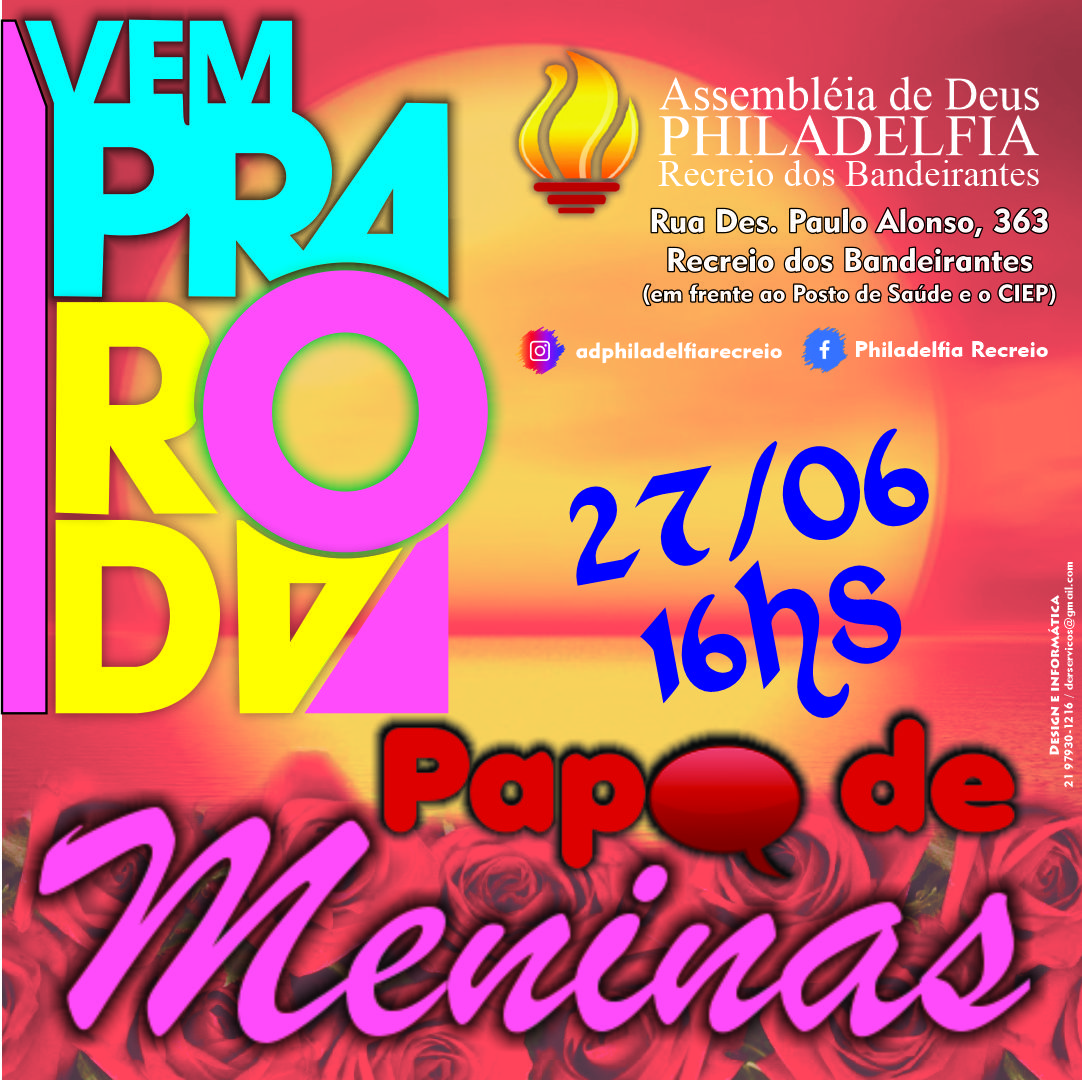 VEM
PRA
RO
DA
Assembléia de Deus
PHILADELFIA
Recreio dos Bandeirantes
Rua Des. Paulo Alonso, 363
Recreio dos Bandeirantes
(em frente ao Posto de Saúde e o CIEP)
adphiladelfiarecreio
Philadelfia Recreio
27/06
16hs
DESIGN E INFORMÁTICA
21 97930-1216 / derservicos@gmail.com
Papo de
Meninas